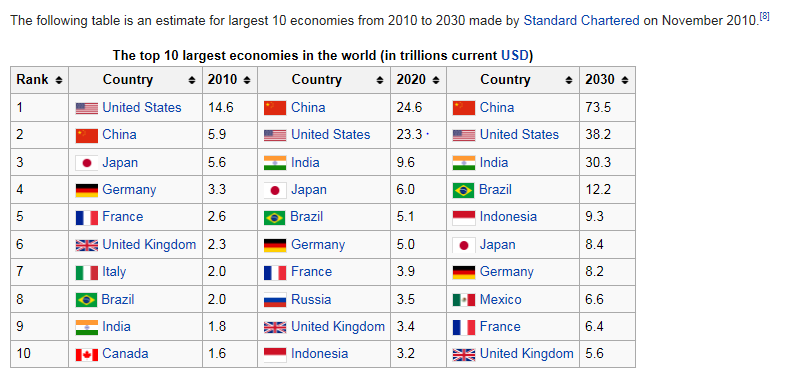 The following table is an estimate for largest 10 economies from 2010 to 2030 made by Standard Chartered on November 2010.[8]
The top 10 largest economies in the world (in trillions current USD)
Rank Country 2010 Country 2020 Country 2030
1 United States 14.6 China 24.6 China 73.5
2 China 5.9 United States 23.3 · United States 38.2
3 Japan 5.6 India 9.6 India 30.3
4 Germany 3.3 Japan 6.0 Brazil 12.2
5 France 2.6 Brazil 5.1 Indonesia 9.3
6 United Kingdom 2.3 Germany 5.0 Japan 8.4
7 Italy 2.0 France 3.9 Germany 8.2
8 Brazil 2.0 Russia 3.5 Mexico 6.6
9 India 1.8 United Kingdom 3.4 France 6.4
10 Canada 1.6 Indonesia 3.2 United Kingdom 5.6